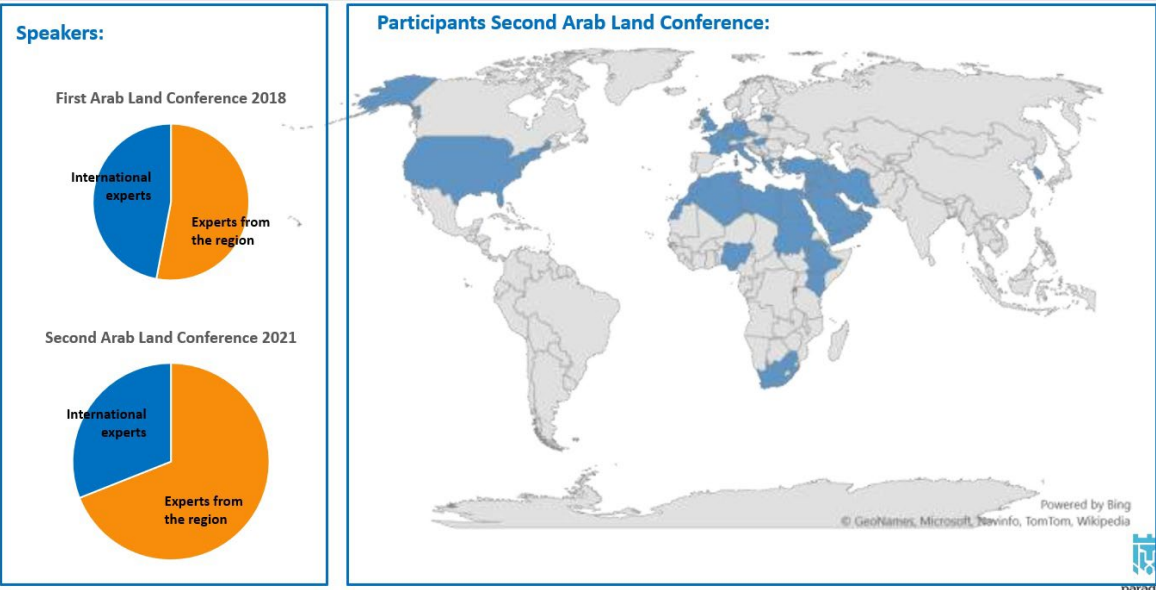 Speakers:
First Arab Land Conference 2018
International
experts
Experts from
the region
Second Arab Land Conference 2021
International
experts
Experts from
the region
Participants Second Arab Land Conference:
Powered by Bing
© GeoNames, Microsoft, Navinfo, TomTom, Wikipedia